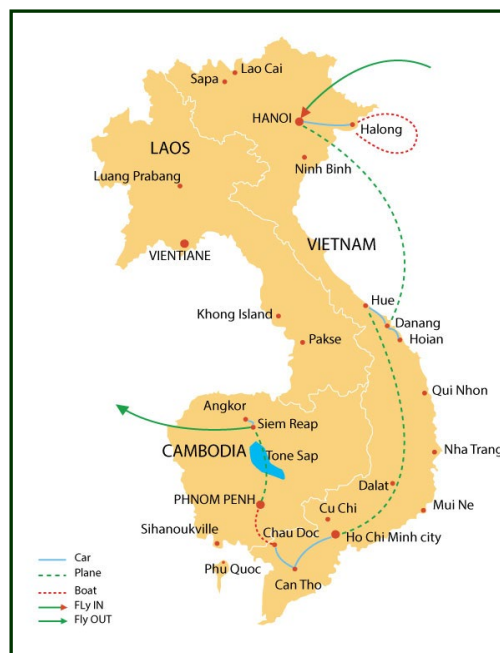 Lao Cai
Sapa
HANOI
Halong
LAOS
Ninh Binh
Luang Prabang
VIETNAM
VIENTIANE
Hue
Khong Island
Danang
Hoian
Pakse
Qui Nhon
Angkor
Siem Reap
CAMBODIA
Tone Sap
Nha Trang
Dalat
PHNOM PENH
Cu Chi
Mui Ne
Sihanoukville
Chau Doc
Ho Chi Minh city
Phu Quoc
Can Tho
Car
Plane
Boat
FLy IN
Fly OUT